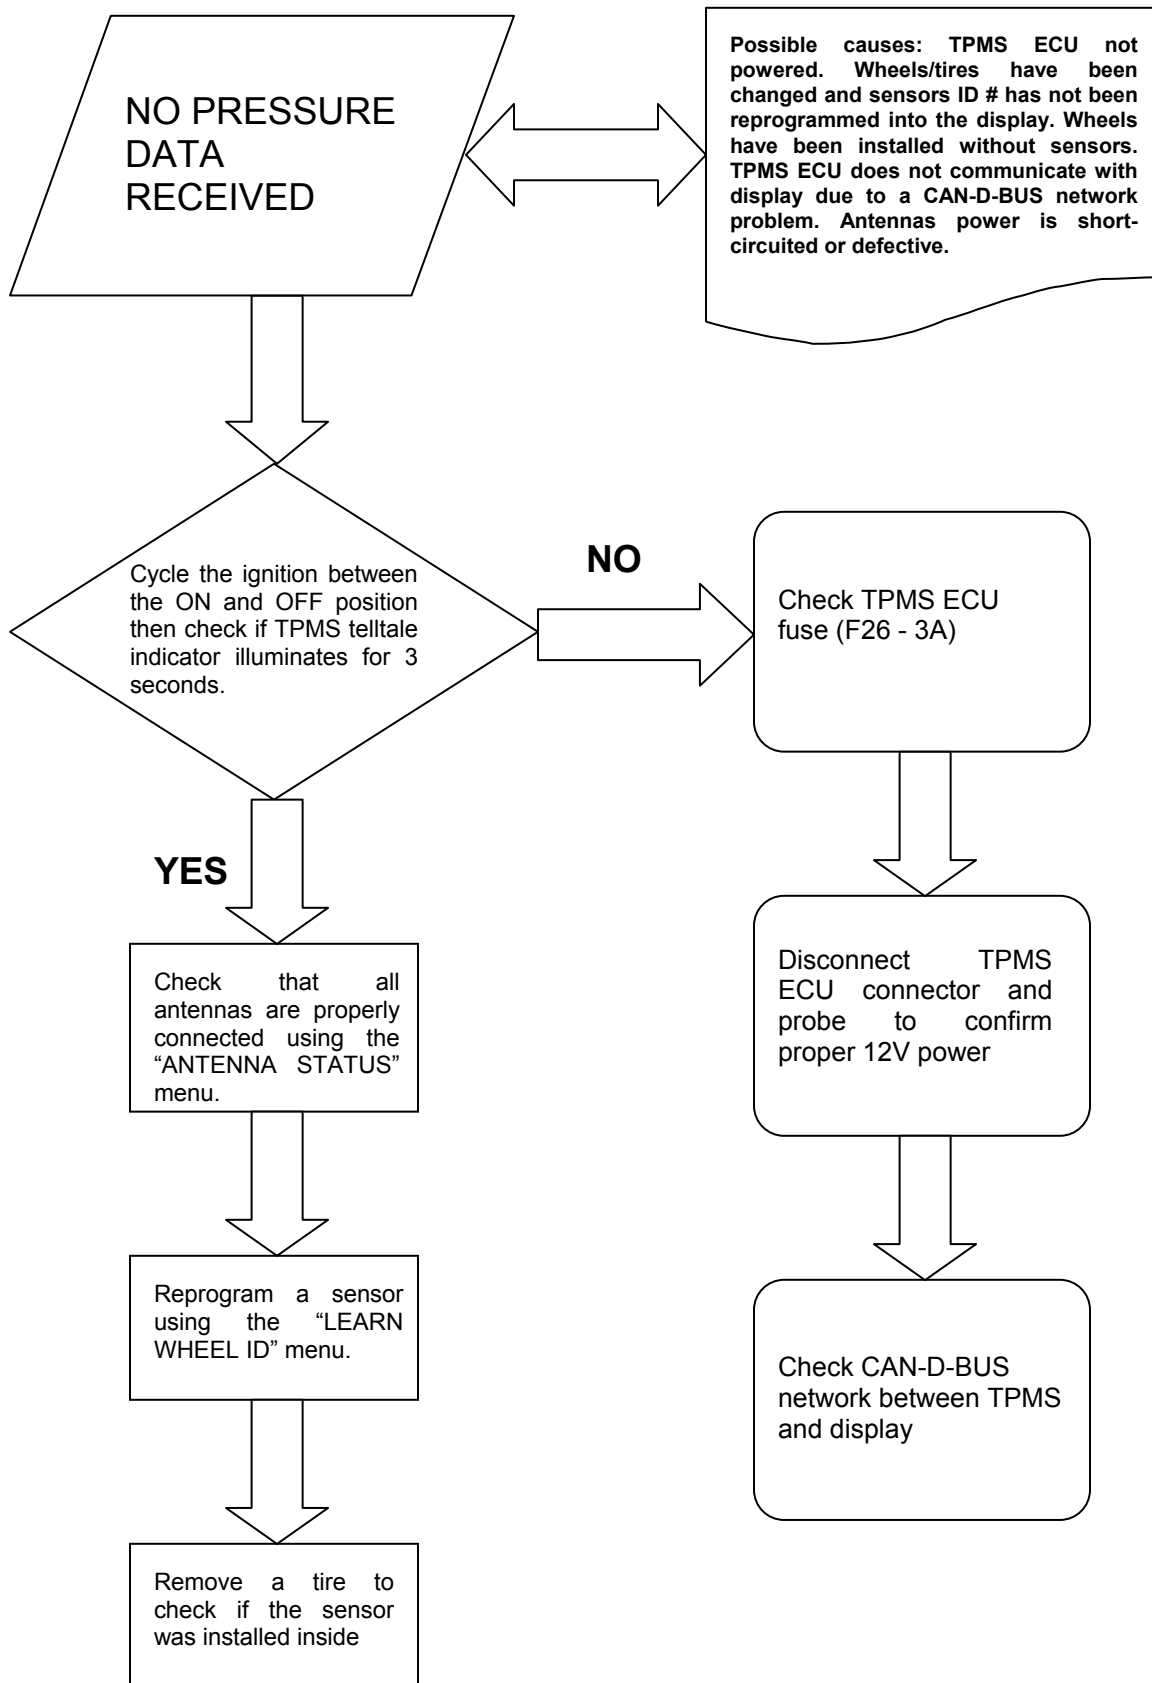 NO PRESSURE
DATA
RECEIVED
Possible causes: TPMS ECU not
powered. Wheels/tires have been
changed and sensors ID # has not been
reprogrammed into the display. Wheels
have been installed without sensors.
TPMS ECU does not communicate with
display due to a CAN-D-BUS network
problem. Antennas power is short-
circuited or defective.
Cycle the ignition between
the ON and OFF position
then check if TPMS telltale
indicator illuminates for 3
seconds.
NO
Check TPMS ECU
fuse (F26 - 3A)
YES
Check that all
antennas are properly
connected using the
“ANTENNA STATUS”
menu.
Disconnect TPMS
ECU connector and
probe to confirm
proper 12V power
Reprogram a sensor
using the “LEARN
WHEEL ID” menu.
Check CAN-D-BUS
network between TPMS
and display
Remove a tire to
check if the sensor
was installed inside